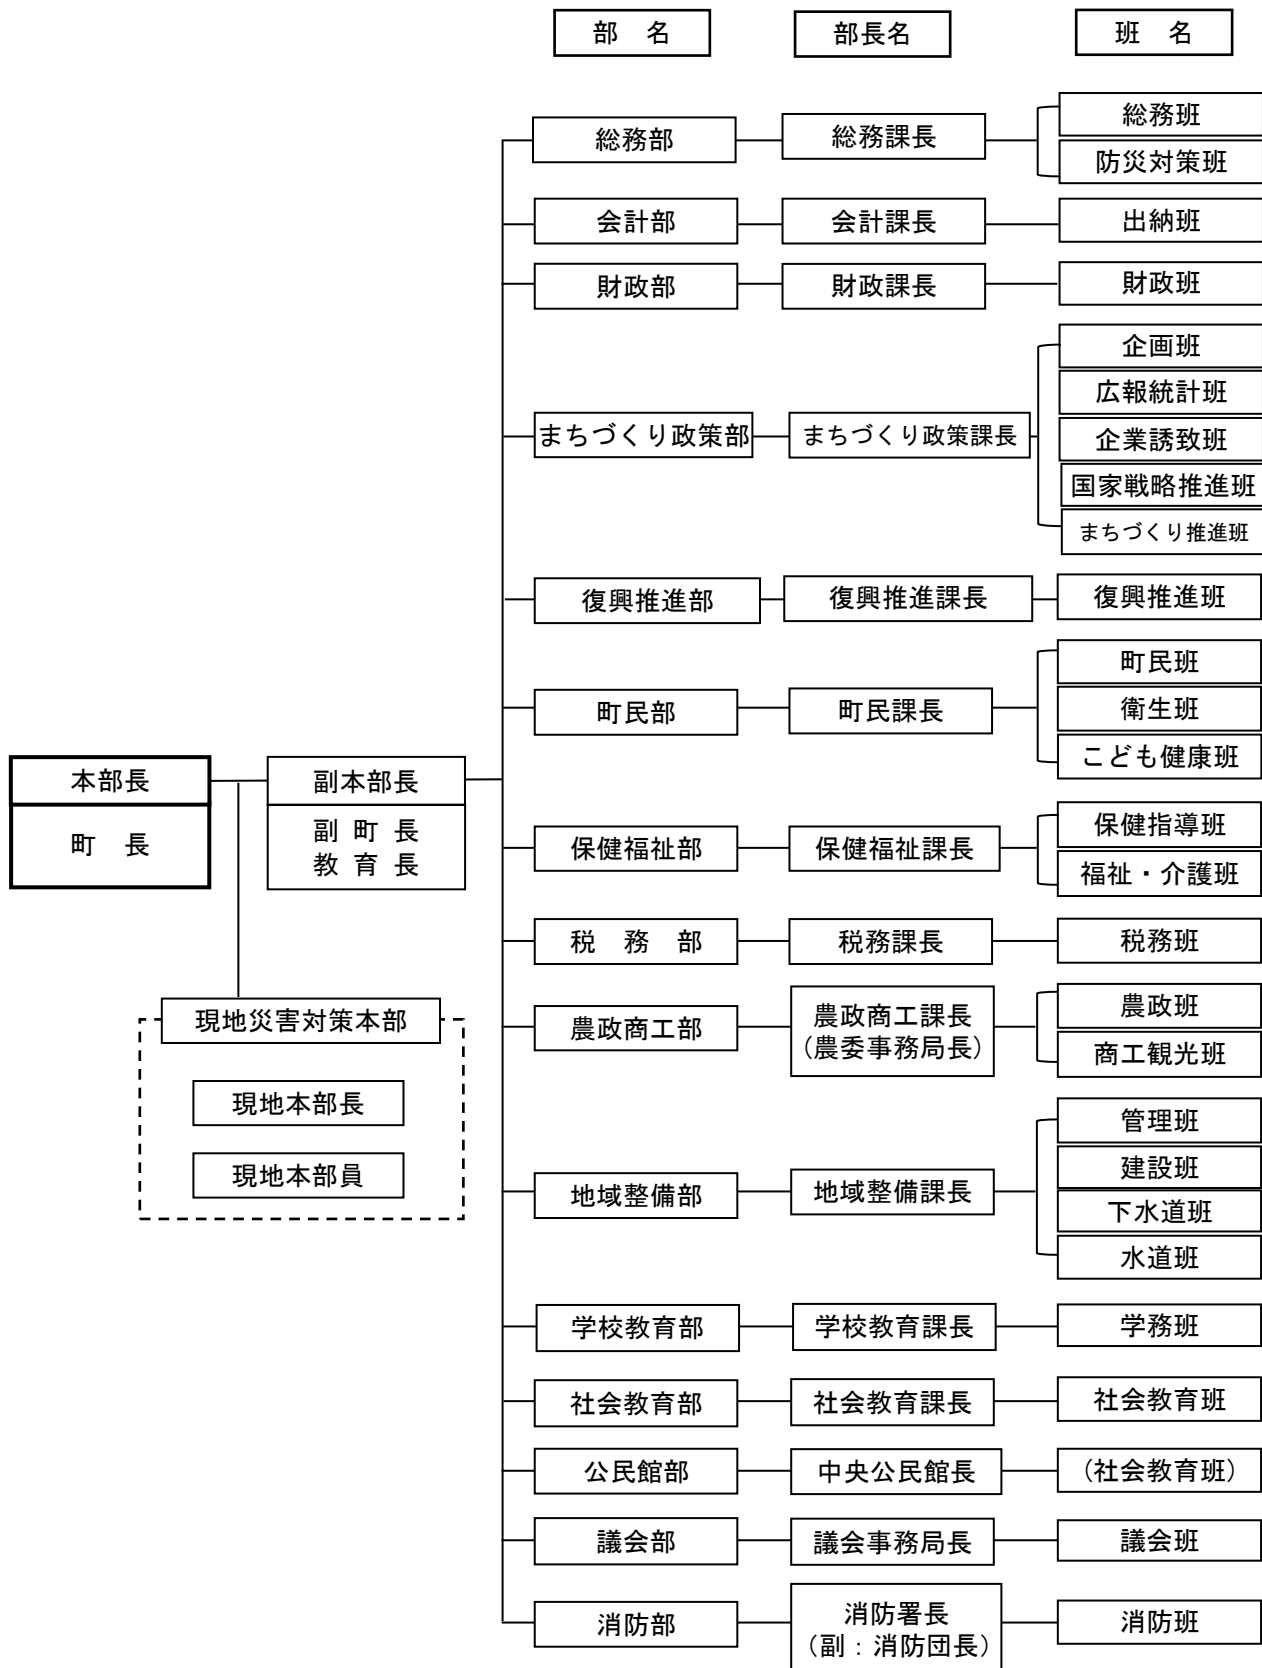 部　名　部長名　班　名
総務部　総務課長　総務班
防災対策班
会計部　会計課長　出納班
財政部　財政課長　財政班
まちづくり政策部　まちづくり政策課長　企画班
広報統計班
企業誘致班
国家戦略推進班
まちづくり推進班
復興推進部　復興推進課長　復興推進班
町民部　町民課長　町民班
衛生班
こども健康班
本部長
町　長
副本部長
副 町 長
教 育 長
保健福祉部　保健福祉課長　保健指導班
福祉・介護班
税　務　部　税務課長　税務班
現地災害対策本部
現地本部長
現地本部員
農政商工部　農政商工課長　農政班
（農委事務局長）　商工観光班
地域整備部　地域整備課長　管理班
建設班
下水道班
水道班
学校教育部　学校教育課長　学務班
社会教育部　社会教育課長　社会教育班
公民館部　中央公民館長　（社会教育班）
議会部　議会事務局長　議会班
消防部　消防署長　消防班
（副：消防団長）